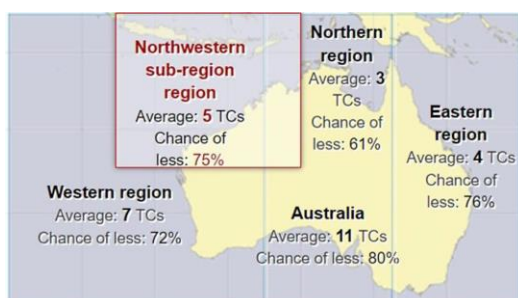 Northwestern
sub-region
region
Average: 5 TCs
Chance of
less: 75%
Northern
region
Average: 3
TCs
Chance of
less: 61%
Eastern
region
Average: 4 TCs
Chance of
less: 76%
Western region
Average: 7 TCs
Chance of less: 72%
Australia
Average: 11 TCs
Chance of less: 80%